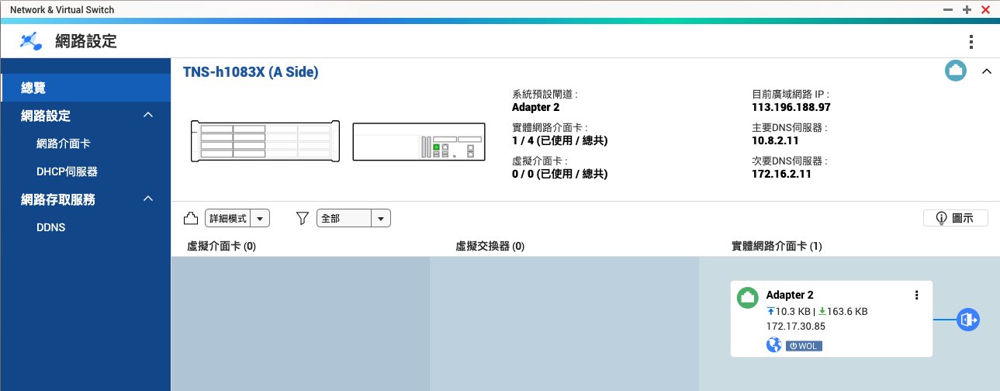 Network & Virtual Switch
網路設定
總覽
網路設定
網路介面卡
DHCP伺服器
網路存取服務
DDNS
TNS-h1083X (A Side)
系統預設閘道 :
Adapter 2
實體網路介面卡 :
1 / 4 (已使用 / 總共)
虛擬介面卡 :
0 / 0 (已使用 / 總共)
目前廣域網路 IP :
113.196.188.97
主要DNS伺服器 :
10.8.2.11
次要DNS伺服器 :
172.16.2.11
詳細模式
全部
圖示
虛擬介面卡 (0)
虛擬交換器 (0)
實體網路介面卡 (1)
Adapter 2
10.3 KB | 163.6 KB
172.17.30.85
WOL